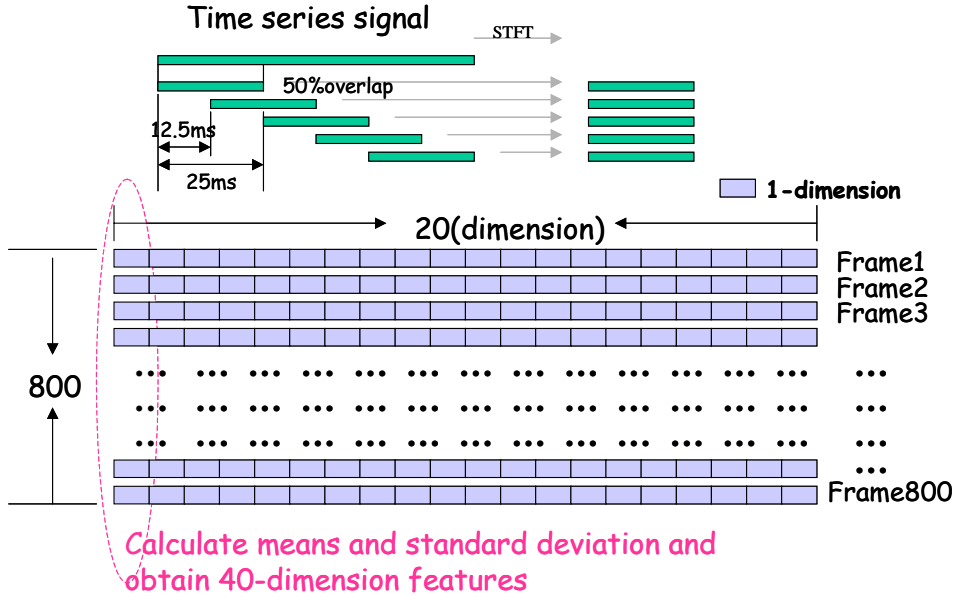 Time series signal
STFT
50%overlap
12.5ms
25ms
1-dimension
20(dimension)
Frame1
Frame2
Frame3
800
... ... ... ... ... ... ... ... ... ... ... ... ... ...
... ... ... ... ... ... ... ... ... ... ... ... ... ...
... ... ... ... ... ... ... ... ... ... ... ... ... ...
...
Frame800
Calculate means and standard deviation and
obtain 40-dimension features